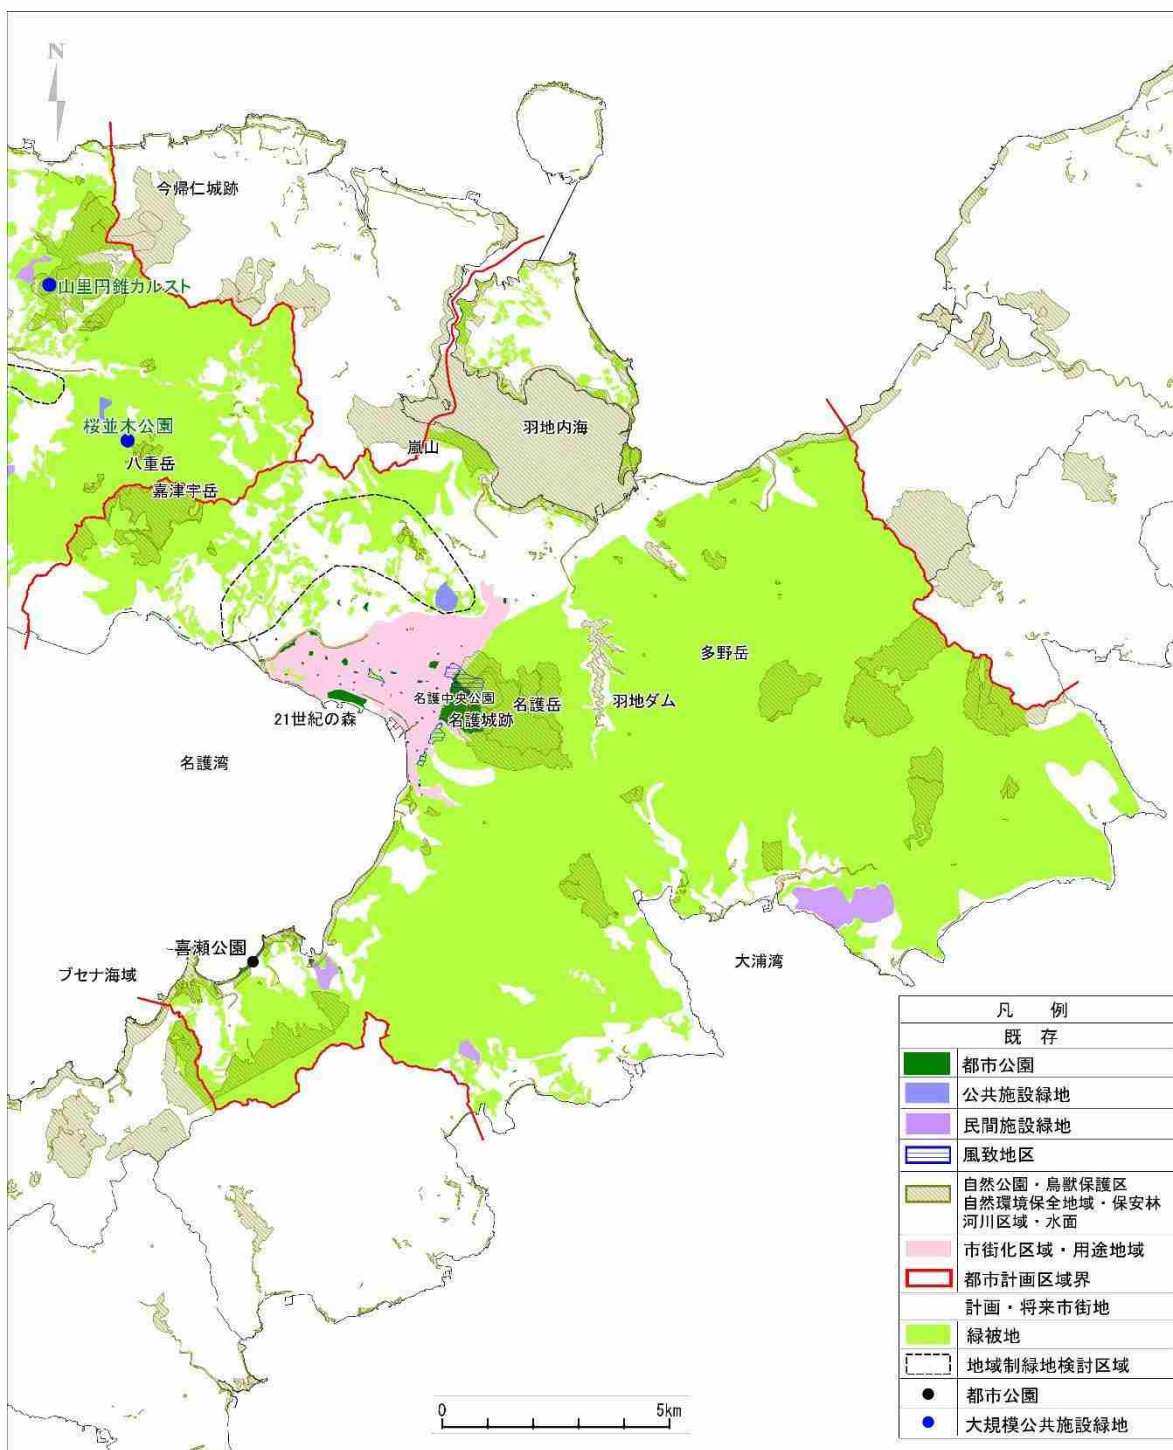 N
今帰仁城跡
山里円錐カルスト
羽地内海
桜並木公園
嵐山
八重岳
嘉津宇岳
多野岳
名護中央公園
名護岳
羽地ダム
21世紀の森
名護城跡
名護湾
喜瀬公園
大浦湾
ブセナ海域
凡 例
既 存
都市公園
公共施設緑地
民間施設緑地
風致地区
自然公園・鳥獣保護区
自然環境保全地域・保安林
河川区域・水面
市街化区域・用途地域
都市計画区域界
計画・将来市街地
緑被地
地域制緑地検討区域
都市公園
大規模公共施設緑地
0 5km